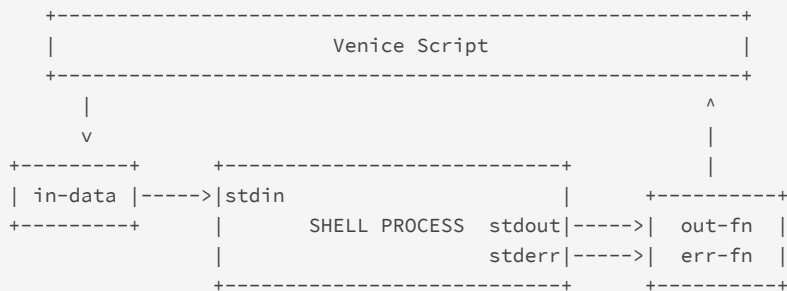 +-----------------------------------------------------+
| Venice Script |
+-----------------------------------------------------+
| ^
v |
+---------+ +--------------------------+ |
| in-data |----->|stdin | +----------+
+---------+ | SHELL PROCESS stdout|----->| out-fn |
| stderr|----->| err-fn |
+--------------------------+ +----------+